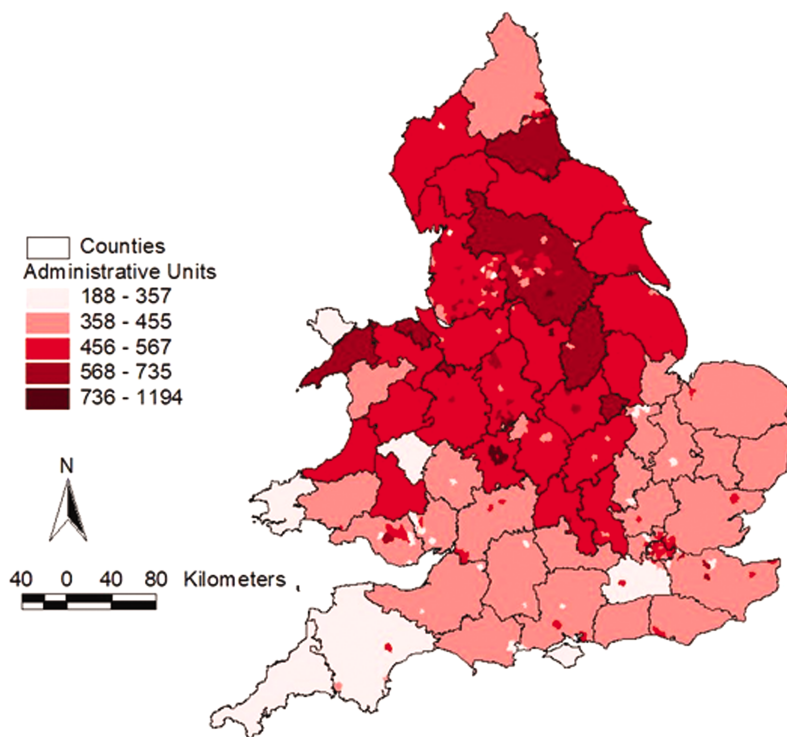 Counties
Administrative Units
188 - 357
358 - 455
456 - 567
568 - 735
736 - 1194
N
40 0 40 80 Kilometers